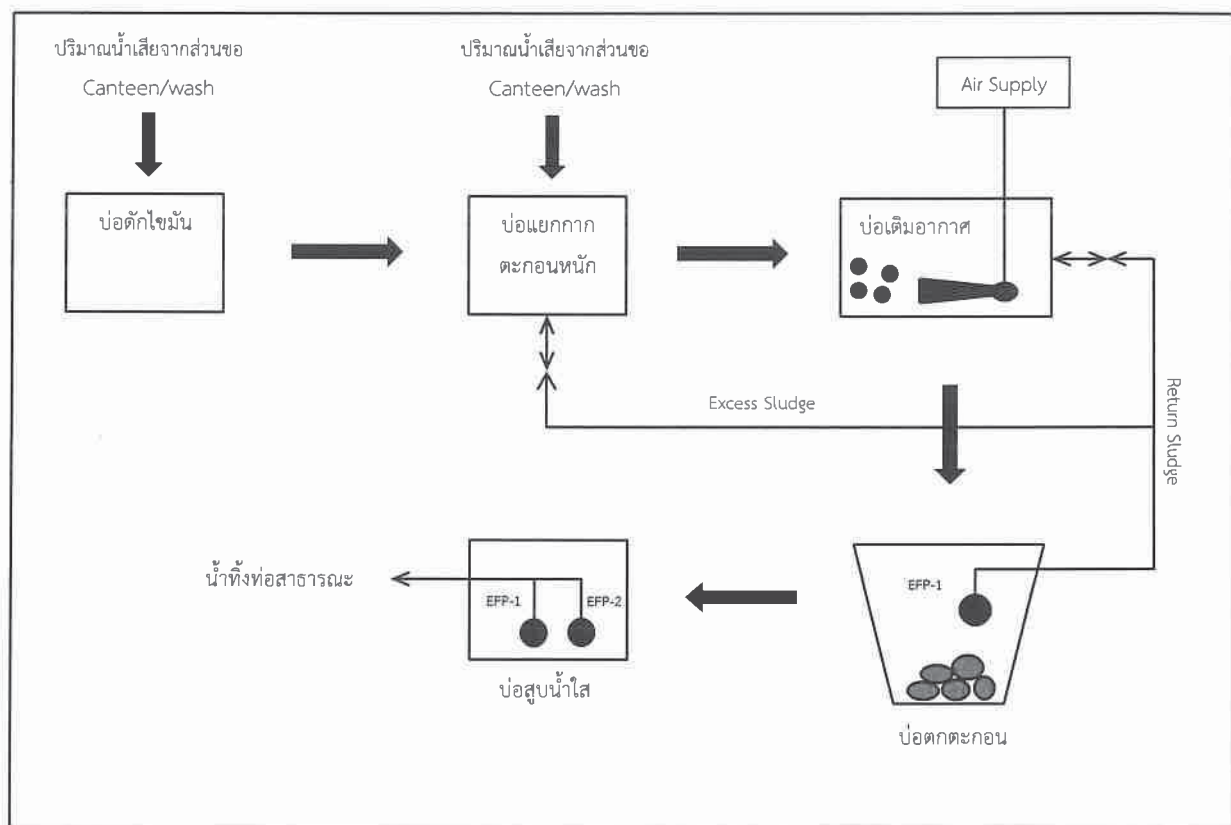 ปริมาณน้ำเสียจากส่วนขอ
Canteen/wash
ปริมาณน้ำเสียจากส่วนขอ
Canteen/wash
Air Supply
บ่อดักไขมัน
บ่อแยกกาก
ตะกอนหนัก
บ่อเติมอากาศ
Excess Sludge
Return Sludge
น้ำทิ้งท่อสาธารณะ
EFP-1
EFP-2
บ่อสูบน้ำใส
EFP-1
บ่อตกตะกอน